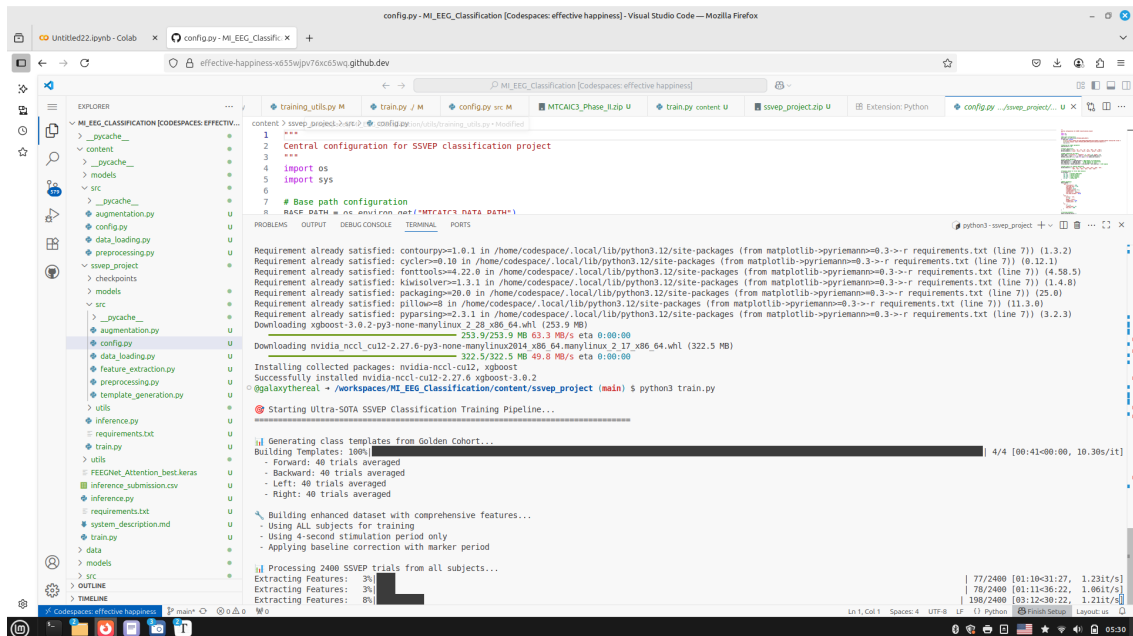 config.py - MI_EEG_Classification [Codespaces: effective happiness] - Visual Studio Code — Mozilla Firefox
Untitled22.ipynb - Colab
config.py - MI_EEG_Classific
effective-happiness-x655wjpv76xc65wq.github.dev
MI_EEG_Classification [Codespaces: effective happiness]
EXPLORER
training_utils.py M
train.py ./ M
config.py src M
MTCAIC3_Phase_II.zip U
train.py content U
ssvep_project.zip U
Extension: Python
config.py .../ssvep_project/... U
MI_EEG_CLASSIFICATION [CODESPACES: EFFECTIV...
__pycache__
content
__pycache__
models
src
__pycache__
augmentation.py U
config.py U
data_loading.py U
preprocessing.py U
ssvep_project
checkpoints
models
src
__pycache__
augmentation.py U
config.py U
data_loading.py U
feature_extraction.py U
preprocessing.py U
template_generation.py U
utils
inference.py U
requirements.txt U
train.py U
utils
FEEGNet_Attention_best.keras U
inference_submission.csv U
inference.py U
requirements.txt U
system_description.md U
train.py U
data
models
src
OUTLINE
TIMELINE
579
content > ssvep_project > src > config.py
1 """
2 Central configuration for SSVEP classification project
3 """
4 import os
5 import sys
6
7 # Base path configuration
8 BASE_PATH = os.environ.get("MTCAIC3_DATA_PATH")
PROBLEMS OUTPUT DEBUG CONSOLE TERMINAL PORTS
python3 - ssvep_project
Requirement already satisfied: contourpy>=1.0.1 in /home/codespace/.local/lib/python3.12/site-packages (from matplotlib->pyriemann>=0.3->-r requirements.txt (line 7)) (1.3.2)
Requirement already satisfied: cycler>=0.10 in /home/codespace/.local/lib/python3.12/site-packages (from matplotlib->pyriemann>=0.3->-r requirements.txt (line 7)) (0.12.1)
Requirement already satisfied: fonttools>=4.22.0 in /home/codespace/.local/lib/python3.12/site-packages (from matplotlib->pyriemann>=0.3->-r requirements.txt (line 7)) (4.58.5)
Requirement already satisfied: kiwisolver>=1.3.1 in /home/codespace/.local/lib/python3.12/site-packages (from matplotlib->pyriemann>=0.3->-r requirements.txt (line 7)) (1.4.8)
Requirement already satisfied: packaging>=20.0 in /home/codespace/.local/lib/python3.12/site-packages (from matplotlib->pyriemann>=0.3->-r requirements.txt (line 7)) (25.0)
Requirement already satisfied: pillow>=8 in /home/codespace/.local/lib/python3.12/site-packages (from matplotlib->pyriemann>=0.3->-r requirements.txt (line 7)) (11.3.0)
Requirement already satisfied: pyparsing>=2.3.1 in /home/codespace/.local/lib/python3.12/site-packages (from matplotlib->pyriemann>=0.3->-r requirements.txt (line 7)) (3.2.3)
Downloading xgboost-3.0.2-py3-none-manylinux_2_28_x86_64.whl (253.9 MB)
253.9/253.9 MB 63.3 MB/s eta 0:00:00
Downloading nvidia_nccl_cu12-2.27.6-py3-none-manylinux2014_x86_64.manylinux_2_17_x86_64.whl (322.5 MB)
322.5/322.5 MB 49.8 MB/s eta 0:00:00
Installing collected packages: nvidia-nccl-cu12, xgboost
Successfully installed nvidia-nccl-cu12-2.27.6 xgboost-3.0.2
@galaxythereal → /workspaces/MI_EEG_Classification/content/ssvep_project (main) $ python3 train.py
🎯 Starting Ultra-SOTA SSVEP Classification Training Pipeline...
================================================================================
📊 Generating class templates from Golden Cohort...
Building Templates: 100%| | 4/4 [00:41<00:00, 10.30s/it]
- Forward: 40 trials averaged
- Backward: 40 trials averaged
- Left: 40 trials averaged
- Right: 40 trials averaged
🔧 Building enhanced dataset with comprehensive features...
- Using ALL subjects for training
- Using 4-second stimulation period only
- Applying baseline correction with marker period
📊 Processing 2400 SSVEP trials from all subjects...
Extracting Features: 3%| | 77/2400 [01:10<31:27, 1.23it/s]
Extracting Features: 3%| | 78/2400 [01:11<36:22, 1.06it/s]
Extracting Features: 8%| | 198/2400 [03:12<30:22, 1.21it/s]
Codespaces: effective happiness main* 0 0 0
Ln 1, Col 1 Spaces: 4 UTF-8 LF {} Python Finish Setup Layout: us
05:30